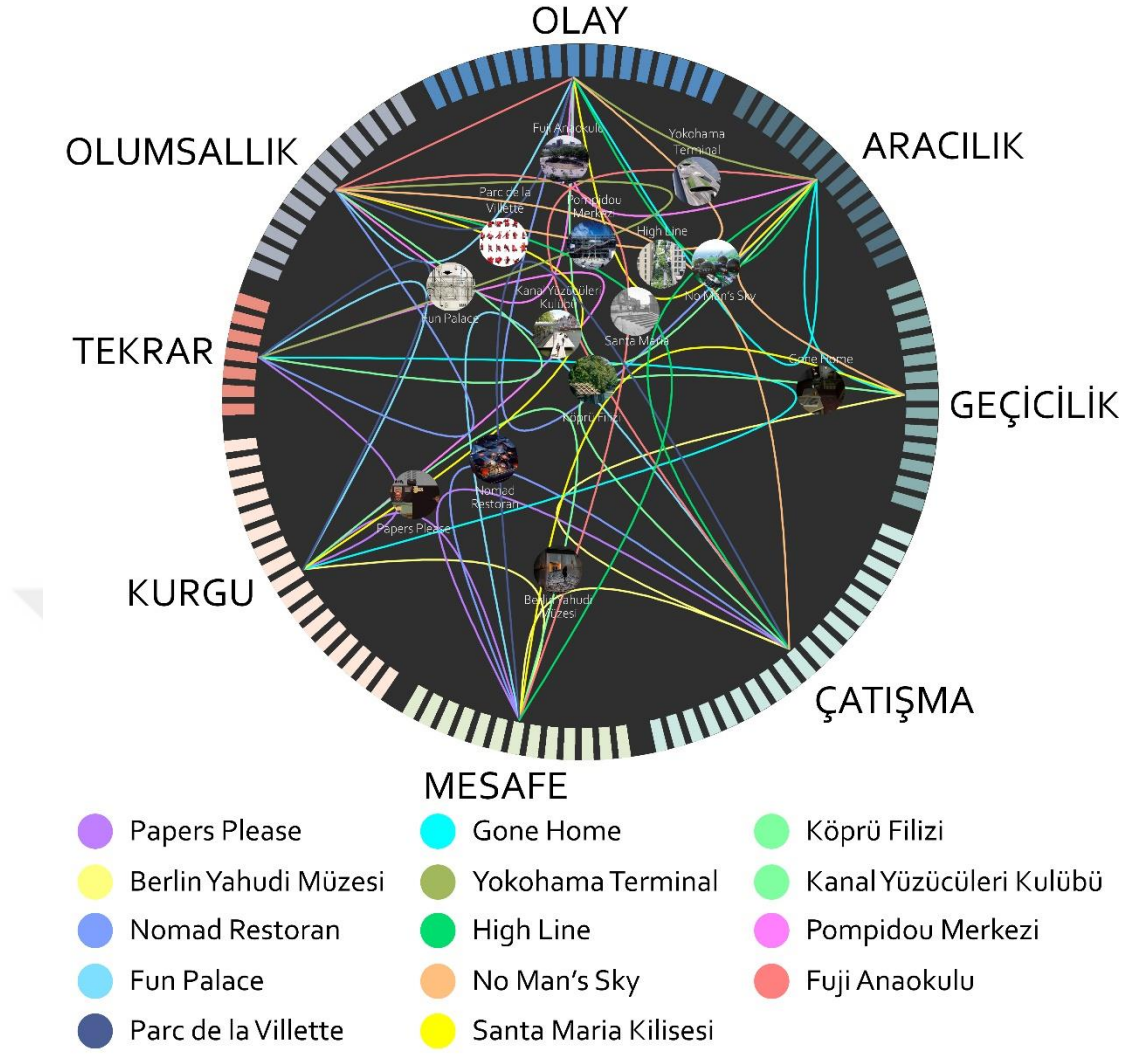 OLAY
OLUMSALLIK
ARACILIK
Fuji Anaokulu
Yokohama
Terminal
Parc de la
Villette
Pompidou
Merkezi
High Line
No Man's Sky
Kanal Yüzücüleri
Kulübü
Fun Palace
Santa Maria
TEKRAR
Gone Home
GEÇİCİLİK
Köprü Filizi
Nomad
Restoran
Papers Please
KURGU
Berlin Yahudi
Müzesi
ÇATIŞMA
MESAFE
Papers Please
Gone Home
Köprü Filizi
Berlin Yahudi Müzesi
Yokohama Terminal
Kanal Yüzücüleri Kulübü
Nomad Restoran
High Line
Pompidou Merkezi
Fun Palace
No Man's Sky
Fuji Anaokulu
Parc de la Villette
Santa Maria Kilisesi